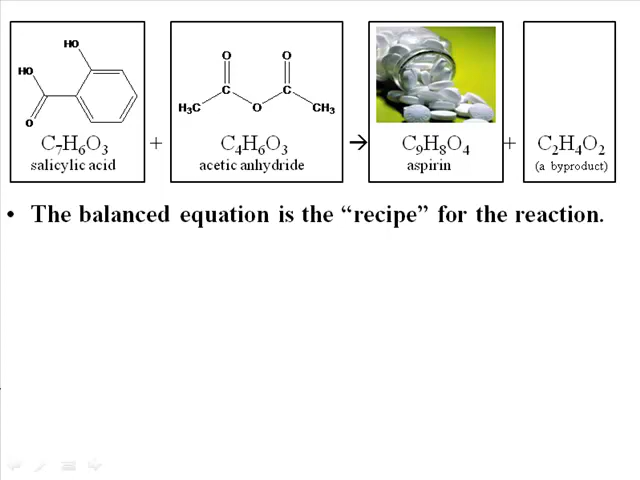 HO
HO
O
O
O
H₃C
C
O
C
CH₃
C₇H₆O₃ + C₄H₆O₃ → C₉H₈O₄ + C₂H₄O₂
salicylic acid acetic anhydride aspirin (a byproduct)
• The balanced equation is the “recipe” for the reaction.